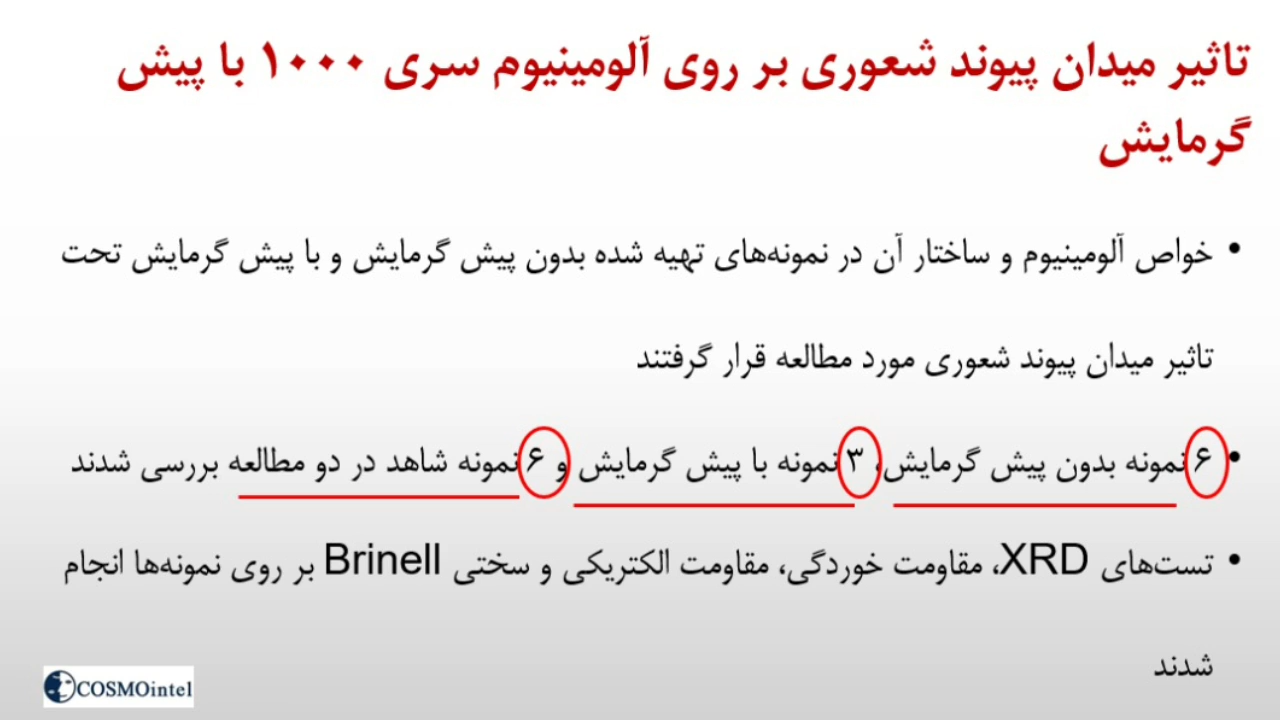 تاثیر میدان پیوند شعوری بر روی آلومینیوم سری ۱۰۰۰ با پیش
گرمایش
• خواص آلومینیوم و ساختار آن در نمونه‌های تهیه شده بدون پیش گرمایش و با پیش گرمایش تحت
تاثیر میدان پیوند شعوری مورد مطالعه قرار گرفتند
• ۶ نمونه بدون پیش گرمایش، ۳ نمونه با پیش گرمایش و ۶ نمونه شاهد در دو مطالعه بررسی شدند
• تست‌های XRD، مقاومت خوردگی، مقاومت الکتریکی و سختی Brinell بر روی نمونه‌ها انجام
شدند
COSMOintel